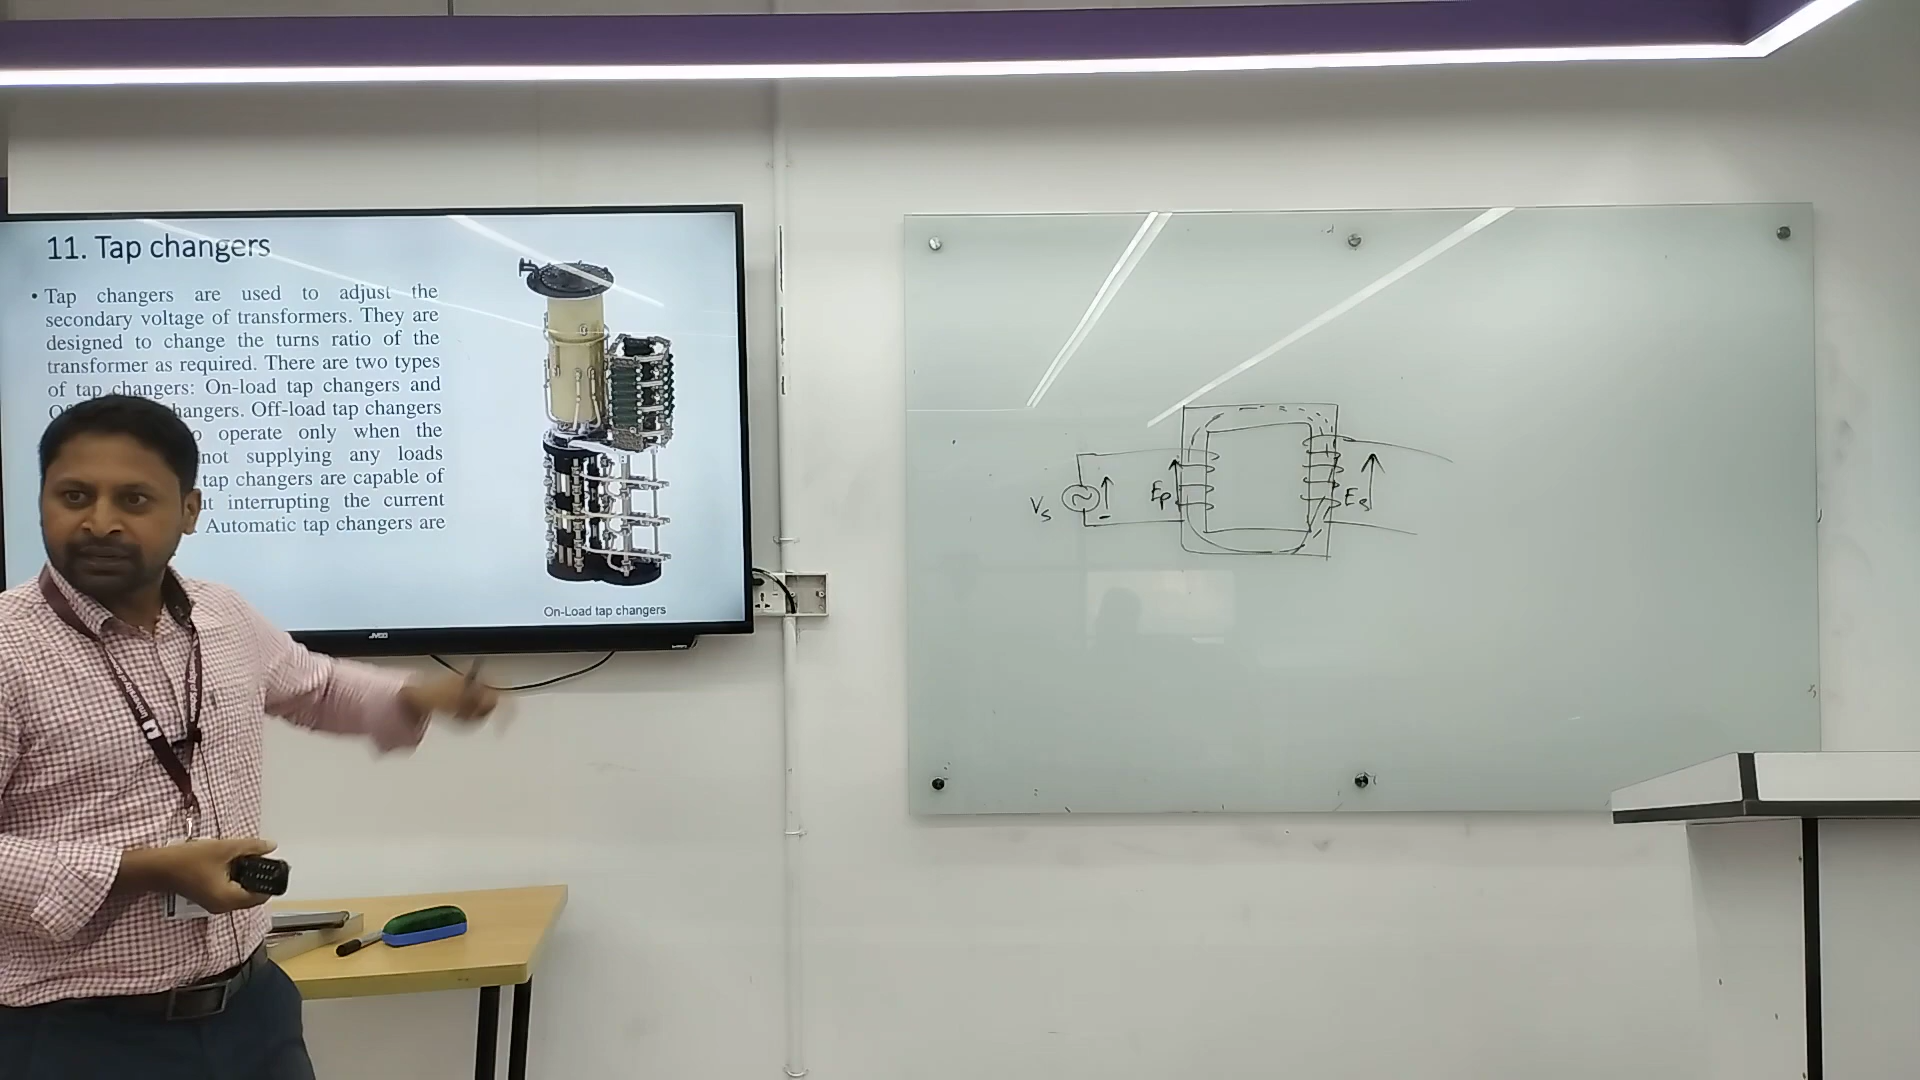 11. Tap changers
• Tap changers are used to adjust the
secondary voltage of transformers. They are
designed to change the turns ratio of the
transformer as required. There are two types
of tap changers: On-load tap changers and
hangers. Off-load tap changers
operate only when the
not supplying any loads
tap changers are capable of
interrupting the current
Automatic tap changers are
On-Load tap changers
Vs
Ep
Es